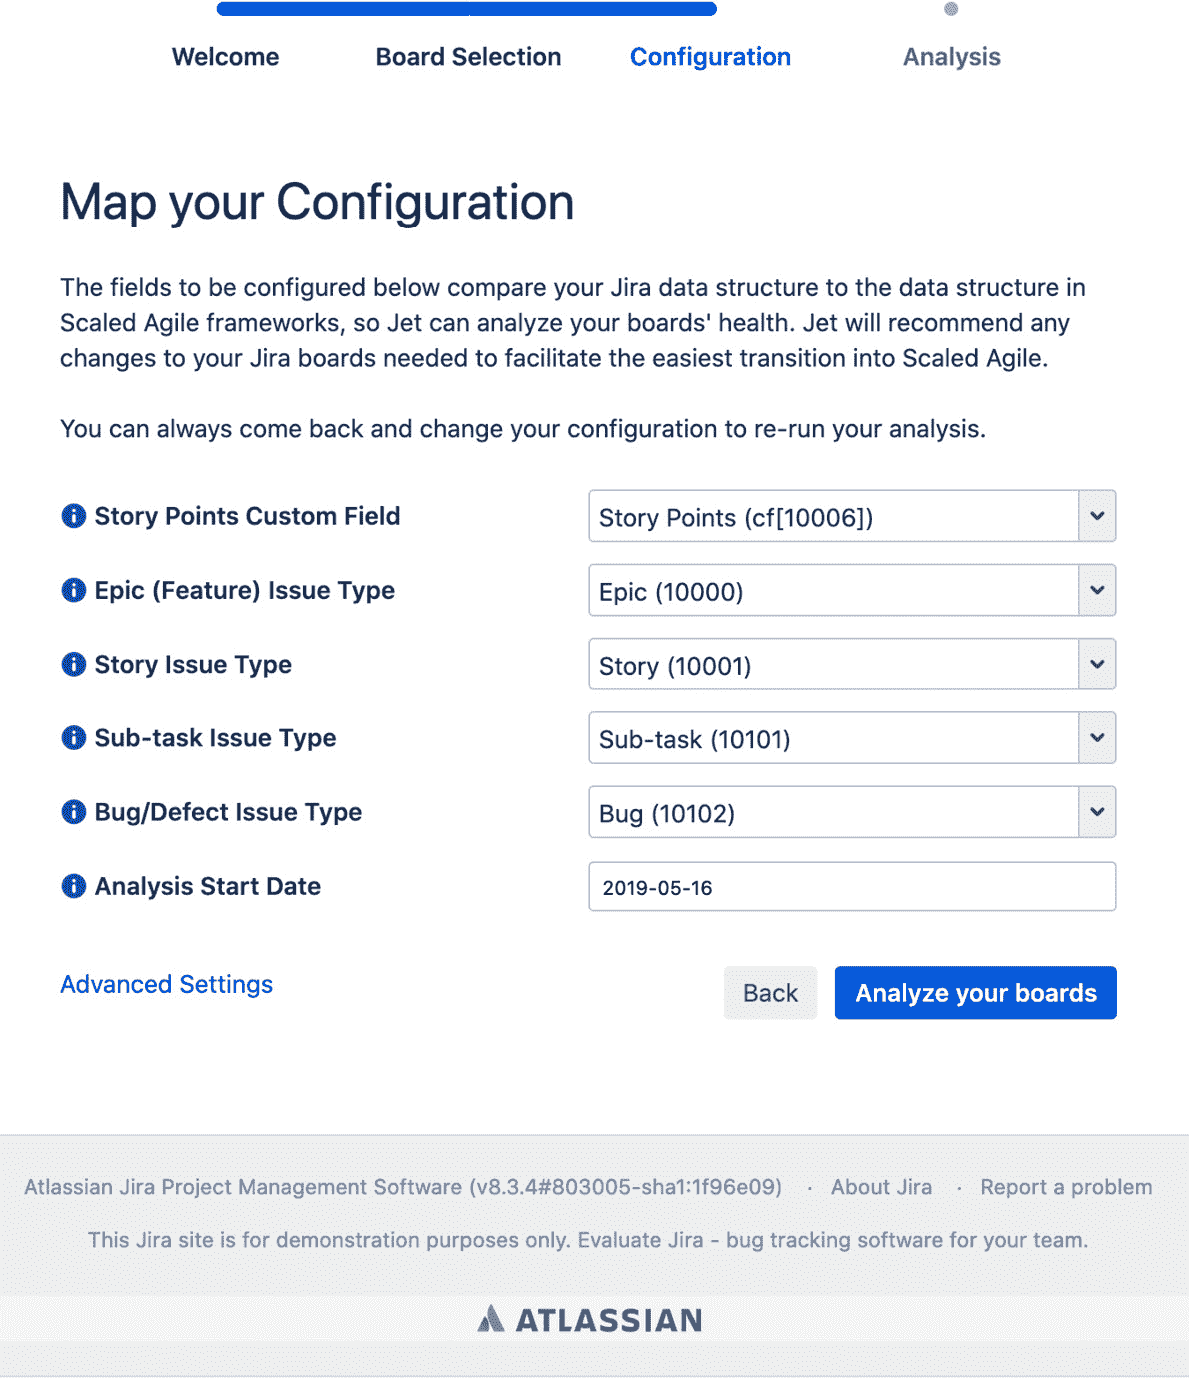 Welcome Board Selection Configuration Analysis
Map your Configuration
The fields to be configured below compare your Jira data structure to the data structure in
Scaled Agile frameworks, so Jet can analyze your boards' health. Jet will recommend any
changes to your Jira boards needed to facilitate the easiest transition into Scaled Agile.
You can always come back and change your configuration to re-run your analysis.
Story Points Custom Field Story Points (cf[10006])
Epic (Feature) Issue Type Epic (10000)
Story Issue Type Story (10001)
Sub-task Issue Type Sub-task (10101)
Bug/Defect Issue Type Bug (10102)
Analysis Start Date 2019-05-16
Advanced Settings Back Analyze your boards
Atlassian Jira Project Management Software (v8.3.4#803005-sha1:1f96e09) · About Jira · Report a problem
This Jira site is for demonstration purposes only. Evaluate Jira - bug tracking software for your team.
ATLASSIAN